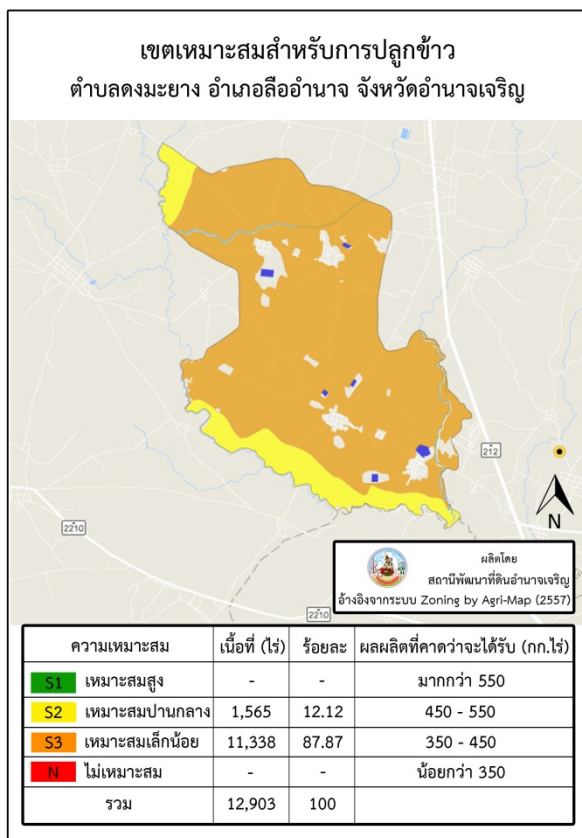 เขตเหมาะสมสำหรับการปลูกข้าว
ตำบลดงมะยาง อำเภอลืออำนาจ จังหวัดอำนาจเจริญ
212
2210
N
2210
ผลิตโดย
สถานีพัฒนาที่ดินอำนาจเจริญ
อ้างอิงจากระบบ Zoning by Agri-Map (2557)
ความเหมาะสม เนื้อที่ (ไร่) ร้อยละ ผลผลิตที่คาดว่าจะได้รับ (กก.ไร่)
S1 เหมาะสมสูง - - มากกว่า 550
S2 เหมาะสมปานกลาง 1,565 12.12 450 - 550
S3 เหมาะสมเล็กน้อย 11,338 87.87 350 - 450
N ไม่เหมาะสม - - น้อยกว่า 350
รวม 12,903 100